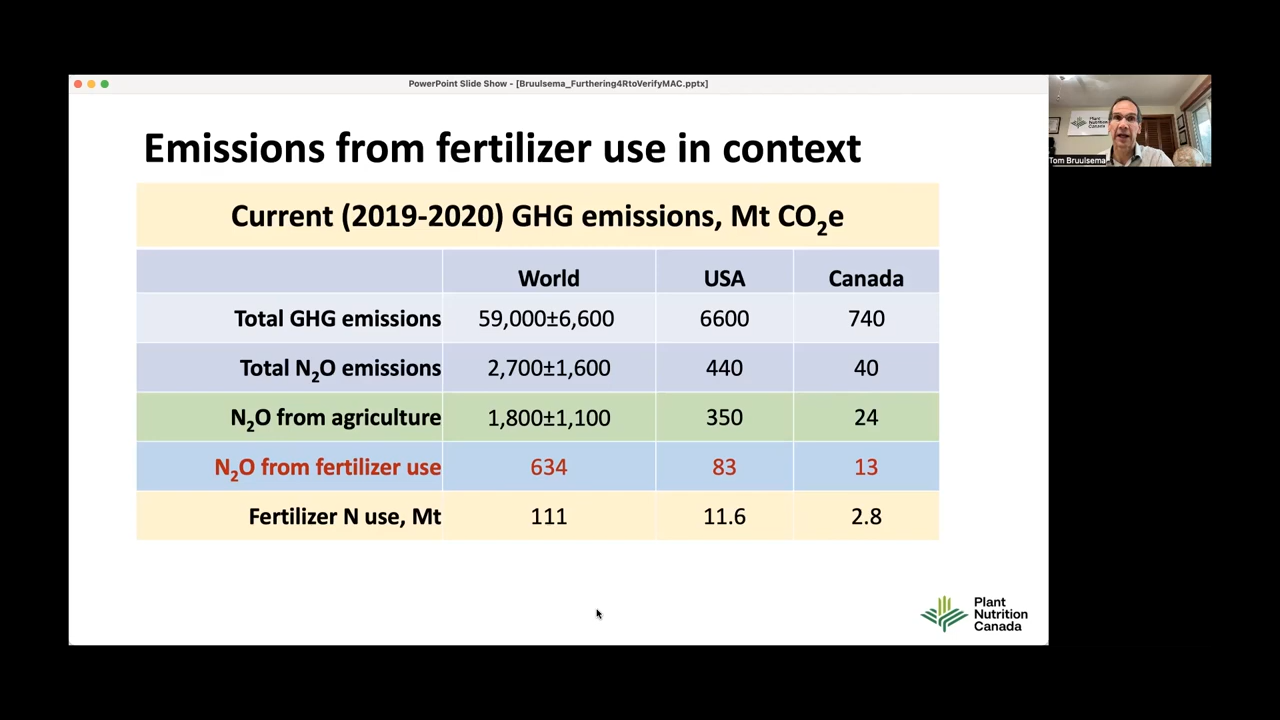 PowerPoint Slide Show - [Bruulsema_Furthering4RtoVerifyMAC.pptx]
Emissions from fertilizer use in context
Current (2019-2020) GHG emissions, Mt CO₂e
World USA Canada
Total GHG emissions 59,000±6,600 6600 740
Total N₂O emissions 2,700±1,600 440 40
N₂O from agriculture 1,800±1,100 350 24
N₂O from fertilizer use 634 83 13
Fertilizer N use, Mt 111 11.6 2.8
Plant
Nutrition
Canada
Plant
Nutrition
Canada
Tom Bruulsema